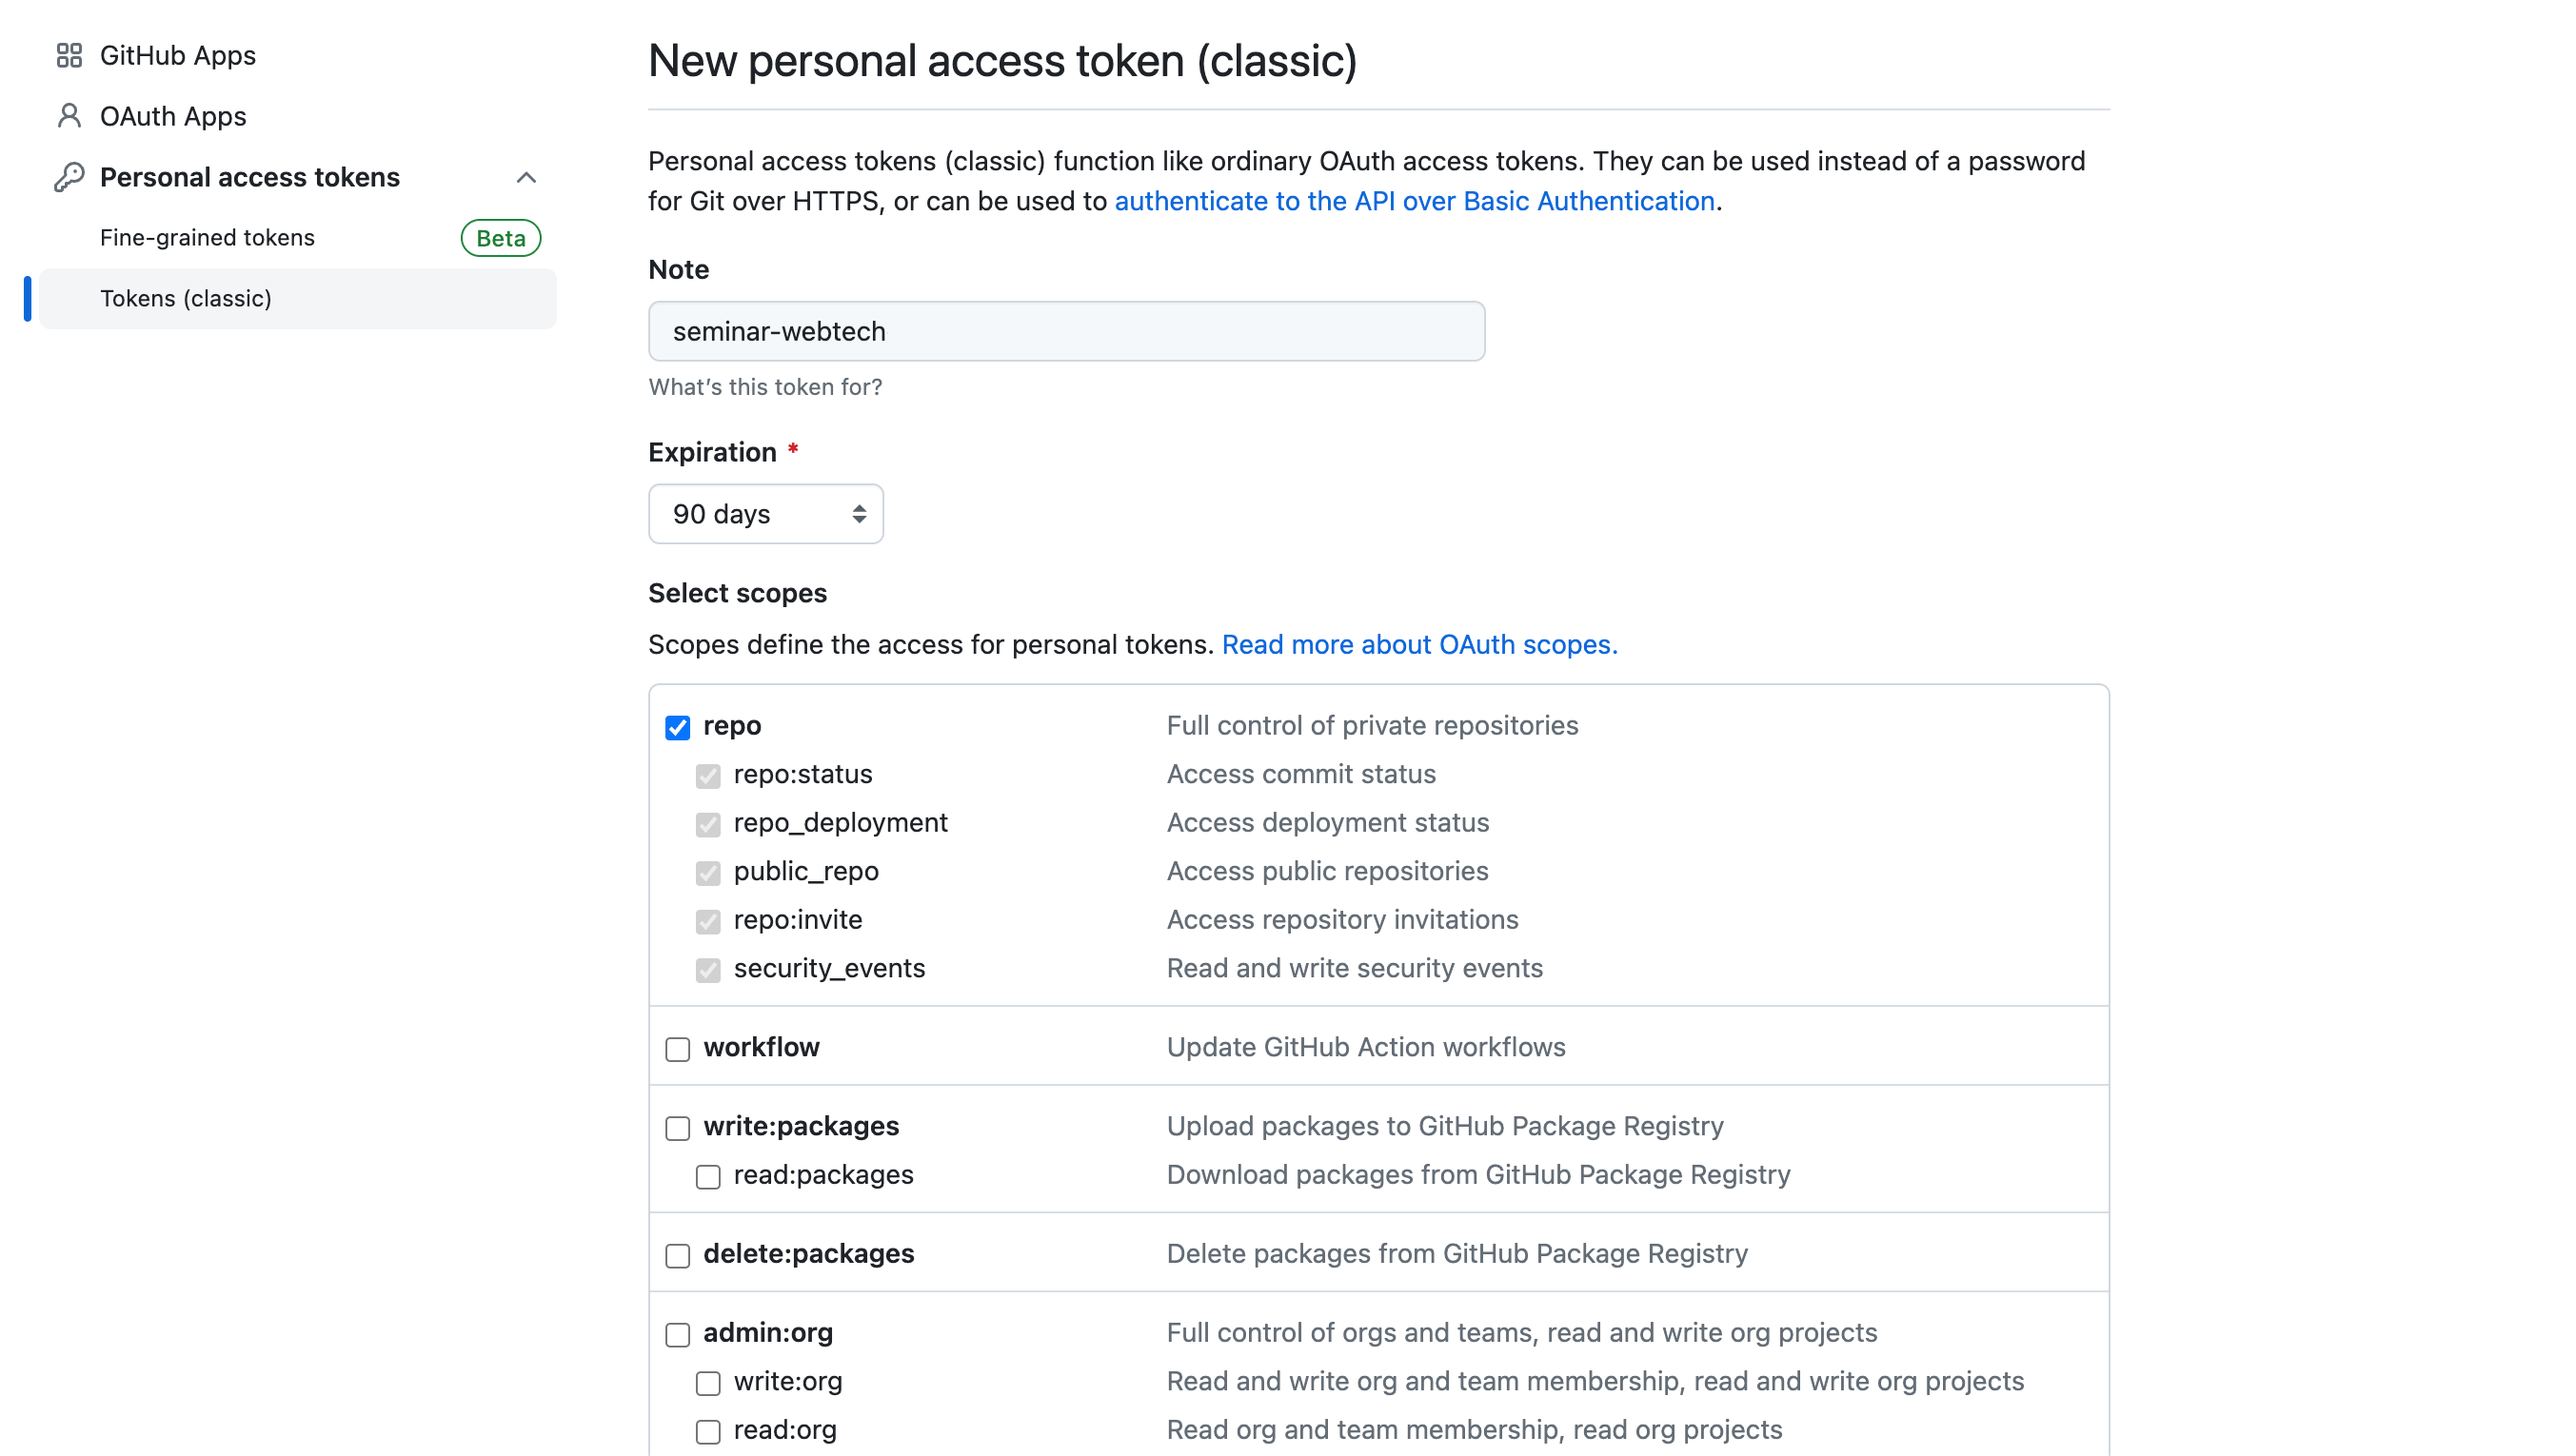 GitHub Apps
OAuth Apps
Personal access tokens
Fine-grained tokens Beta
Tokens (classic)
New personal access token (classic)
Personal access tokens (classic) function like ordinary OAuth access tokens. They can be used instead of a password
for Git over HTTPS, or can be used to authenticate to the API over Basic Authentication.
Note
seminar-webtech
What's this token for?
Expiration *
90 days
Select scopes
Scopes define the access for personal tokens. Read more about OAuth scopes.
repo Full control of private repositories
repo:status Access commit status
repo_deployment Access deployment status
public_repo Access public repositories
repo:invite Access repository invitations
security_events Read and write security events
workflow Update GitHub Action workflows
write:packages Upload packages to GitHub Package Registry
read:packages Download packages from GitHub Package Registry
delete:packages Delete packages from GitHub Package Registry
admin:org Full control of orgs and teams, read and write org projects
write:org Read and write org and team membership, read and write org projects
read:org Read org and team membership, read org projects